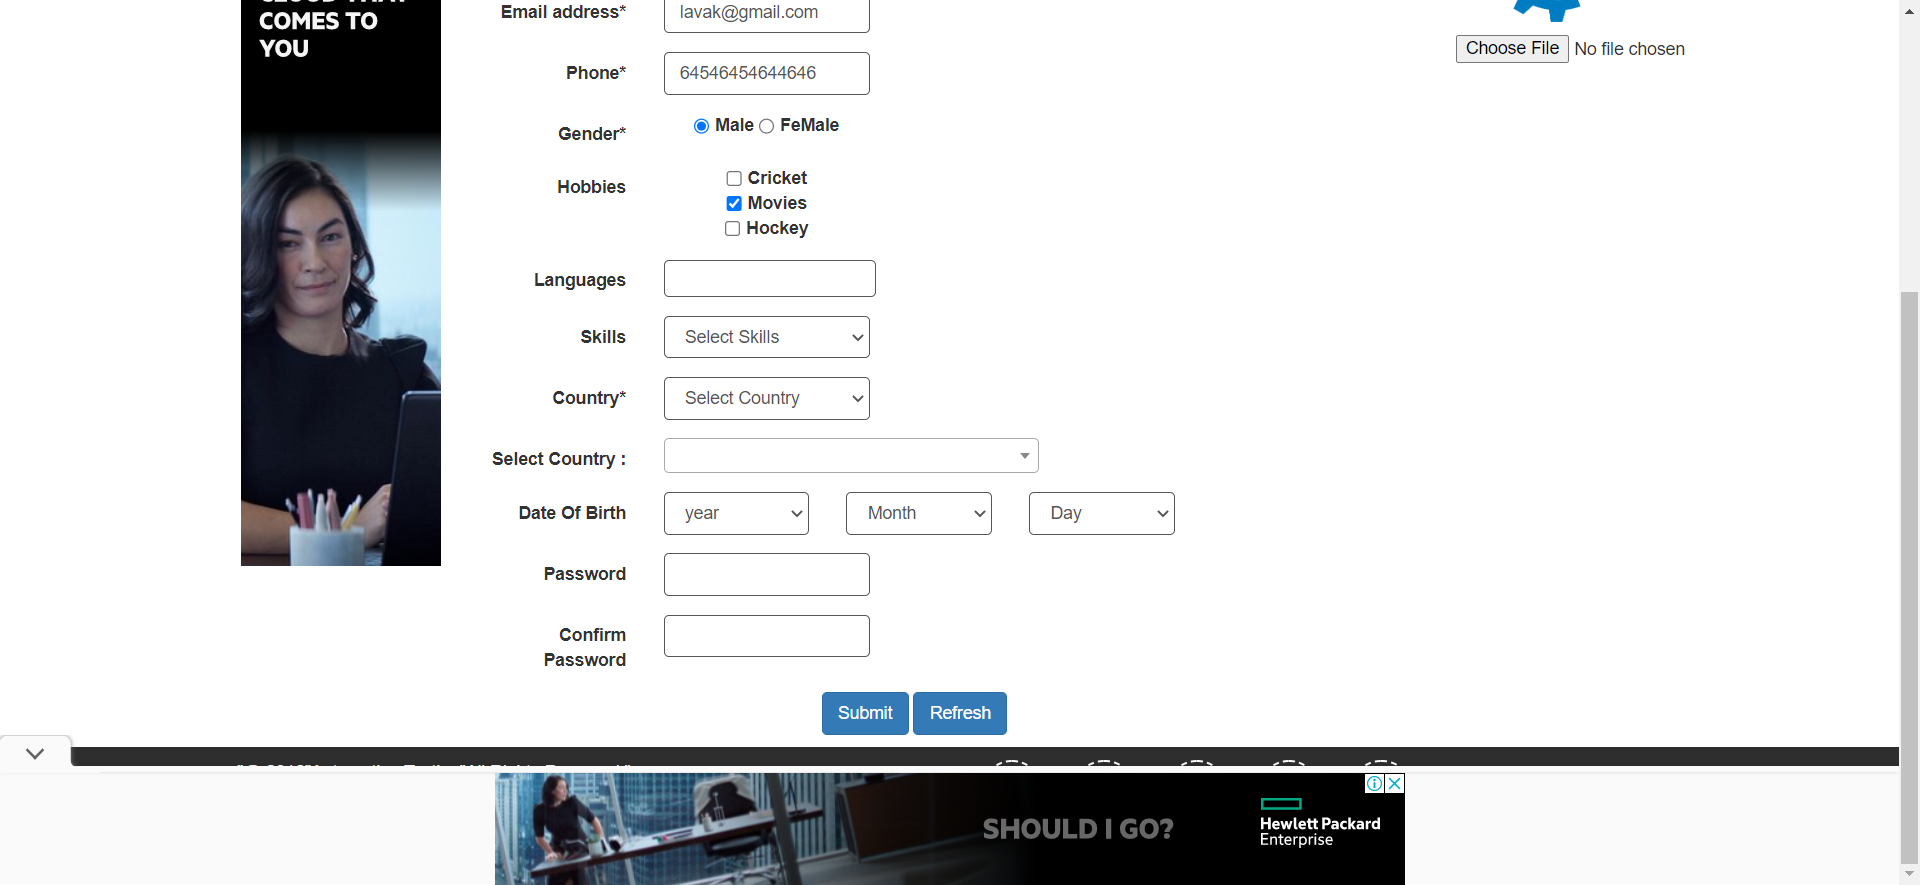 COMES TO
YOU
Email address*
lavak@gmail.com
Choose File No file chosen
Phone*
64546454644646
Gender*
Male FeMale
Hobbies
Cricket
Movies
Hockey
Languages
Skills
Select Skills
Country*
Select Country
Select Country :
Date Of Birth
year
Month
Day
Password
Confirm
Password
Submit
Refresh
SHOULD I GO?
Hewlett Packard
Enterprise